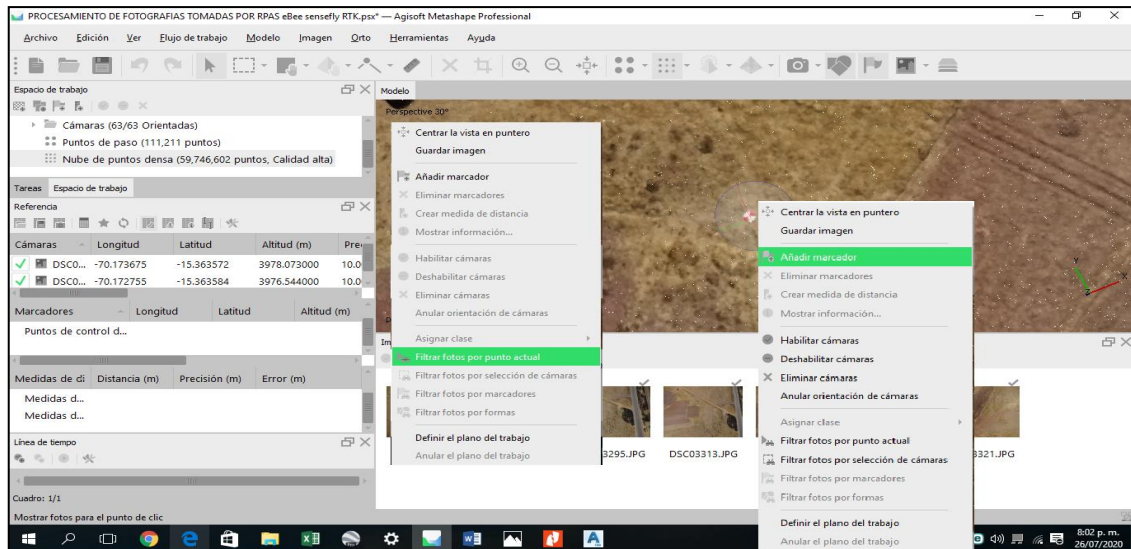 PROCESAMIENTO DE FOTOGRAFIAS TOMADAS POR RPAS eBee sensefly RTK.psx* — Agisoft Metashape Professional
Archivo Edición Ver Flujo de trabajo Modelo Imagen Orto Herramientas Ayuda
Espacio de trabajo
Cámaras (63/63 Orientadas)
Puntos de paso (111,211 puntos)
Nube de puntos densa (59,746,602 puntos, Calidad alta)
Tareas Espacio de trabajo
Referencia
Cámaras Longitud Latitud Altitud (m) Pre
DSC0... -70.173675 -15.363572 3978.073000 10.0
DSC0... -70.172755 -15.363584 3976.544000 10.0
Marcadores Longitud Latitud Altitud (m)
Puntos de control d...
Medidas de di Distancia (m) Precisión (m) Error (m)
Medidas d...
Medidas d...
Línea de tiempo
Cuadro: 1/1
Mostrar fotos para el punto de clic
Modelo
Perspective 30°
Centrar la vista en puntero
Guardar imagen
Añadir marcador
Eliminar marcadores
Crear medida de distancia
Mostrar información...
Habilitar cámaras
Deshabilitar cámaras
Eliminar cámaras
Anular orientación de cámaras
Asignar clase
Filtrar fotos por punto actual
Filtrar fotos por selección de cámaras
Filtrar fotos por marcadores
Filtrar fotos por formas
Definir el plano del trabajo
Anular el plano del trabajo
Centrar la vista en puntero
Guardar imagen
Añadir marcador
Eliminar marcadores
Crear medida de distancia
Mostrar información...
Habilitar cámaras
Deshabilitar cámaras
Eliminar cámaras
Anular orientación de cámaras
Asignar clase
Filtrar fotos por punto actual
Filtrar fotos por selección de cámaras
Filtrar fotos por marcadores
Filtrar fotos por formas
Definir el plano del trabajo
Anular el plano del trabajo
Y
X
Z
Im
3295.JPG DSC03313.JPG 3321.JPG
8:02 p. m.
26/07/2020